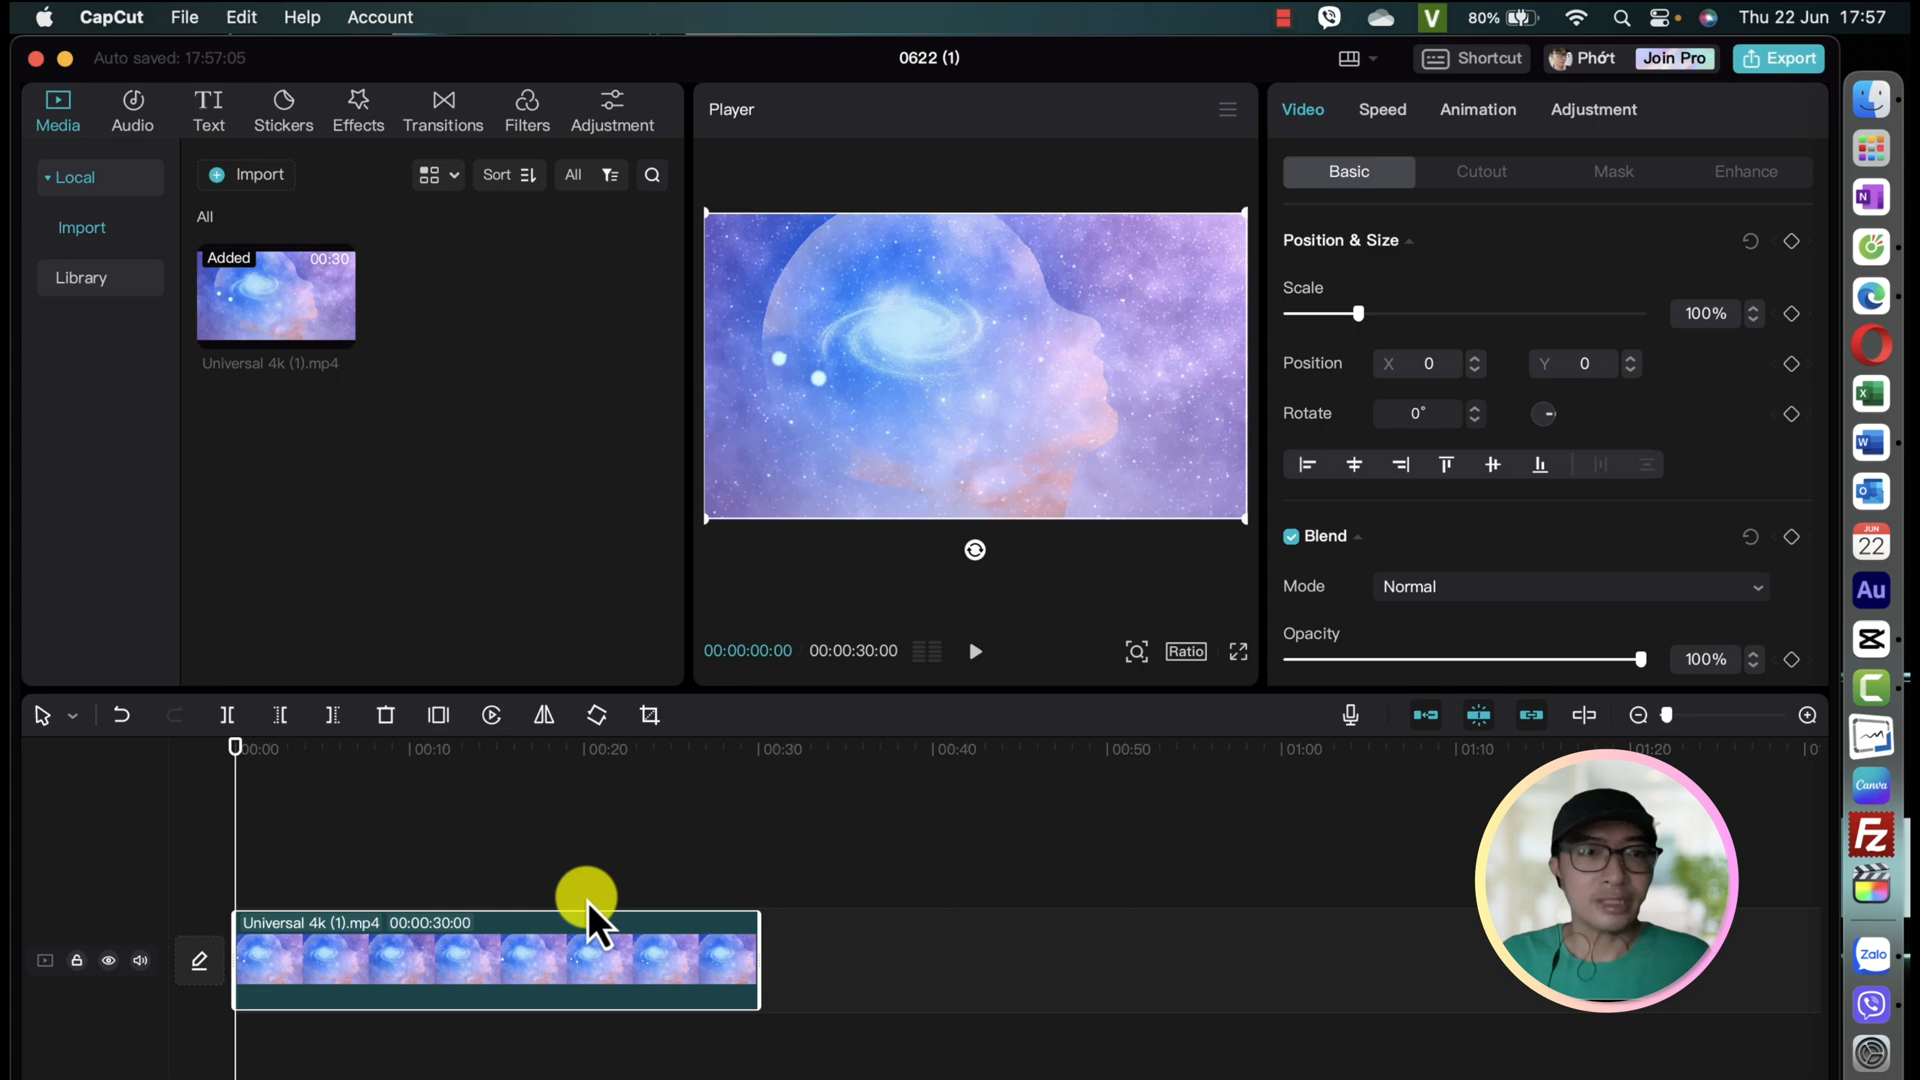 CapCut File Edit Help Account
V 80% Thu 22 Jun 17:57
Auto saved: 17:57:05
0622 (1)
Shortcut Phớt Join Pro Export
Media Audio Text Stickers Effects Transitions Filters Adjustment
Local
Import
Library
Import
Sort All
All
Added 00:30
Universal 4k (1).mp4
Player
00:00:00:00 00:00:30:00
Ratio
Video Speed Animation Adjustment
Basic Cutout Mask Enhance
Position & Size
Scale
100%
Position X 0 Y 0
Rotate 0°
Blend
Mode Normal
Opacity
100%
00:00 00:10 00:20 00:30 00:40 00:50 01:00 01:10 01:20 0
Universal 4k (1).mp4 00:00:30:00
N
X
W
JUN
22
Au
C
Canva
Fz
Zalo